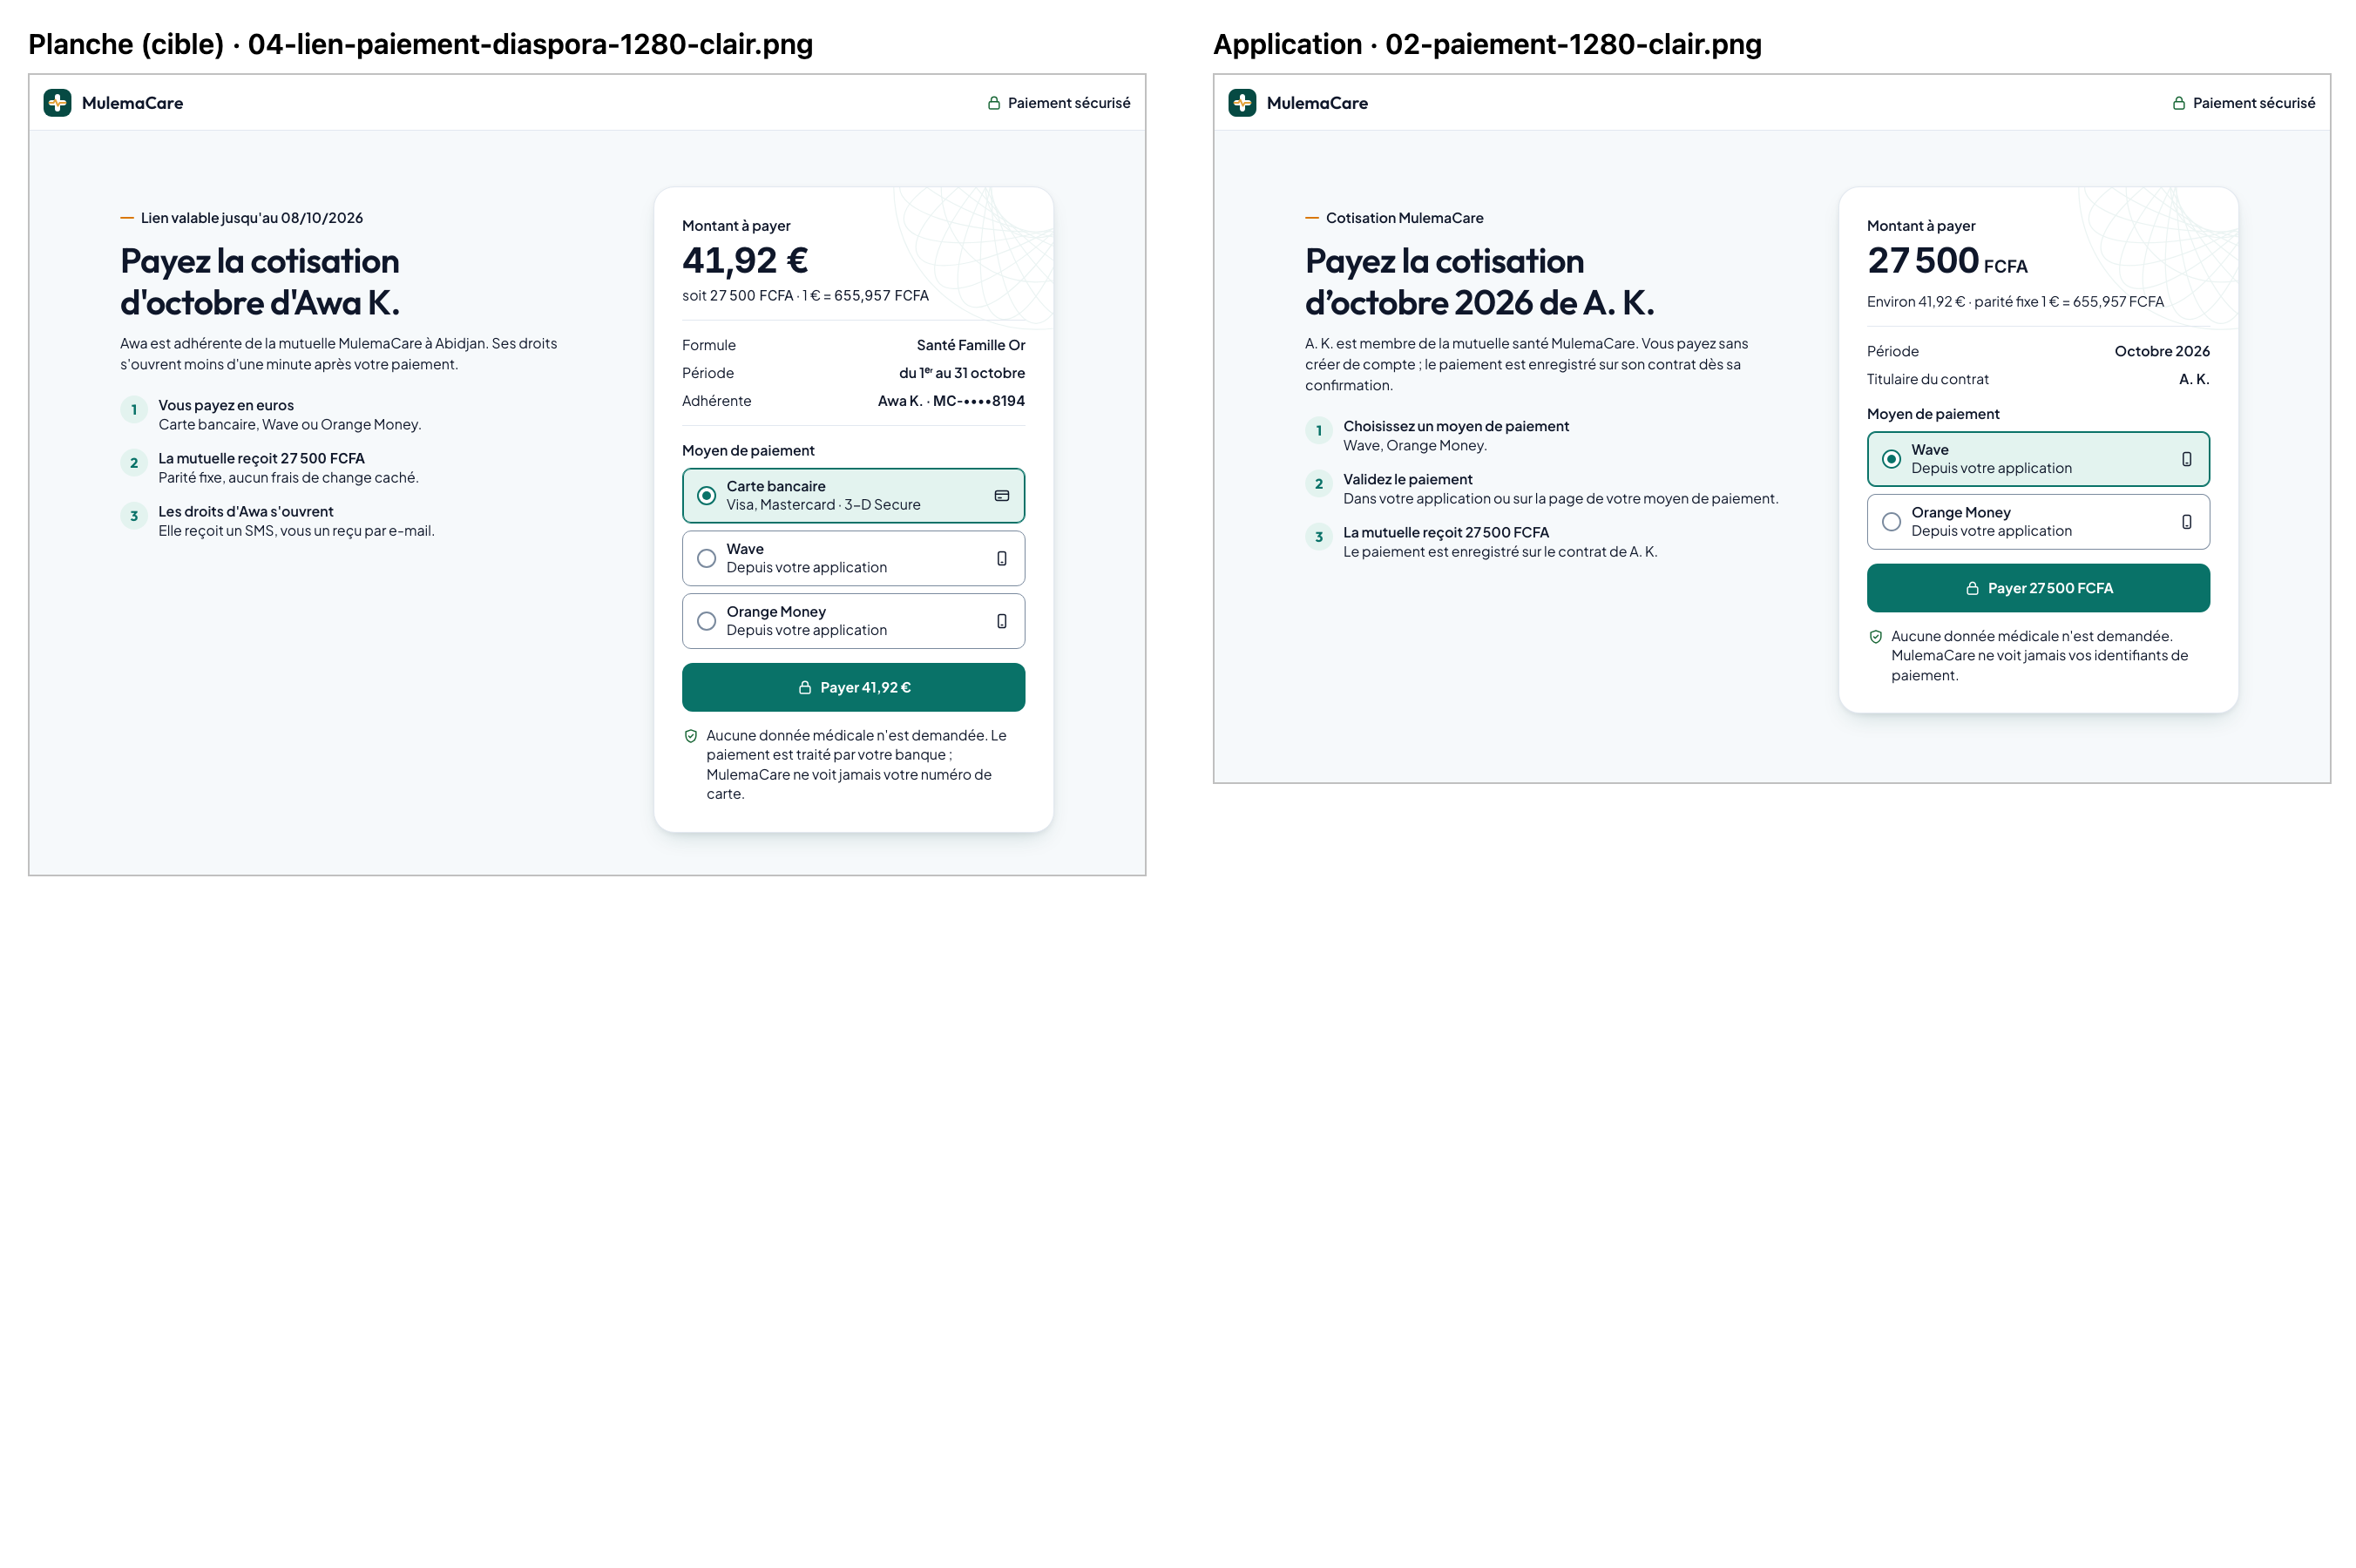 Planche (cible) · 04-lien-paiement-diaspora-1280-clair.png
MulemaCare
Paiement sécurisé
Lien valable jusqu'au 08/10/2026
Payez la cotisation
d'octobre d'Awa K.
Awa est adhérente de la mutuelle MulemaCare à Abidjan. Ses droits
s'ouvrent moins d'une minute après votre paiement.
1 Vous payez en euros
Carte bancaire, Wave ou Orange Money.
2 La mutuelle reçoit 27 500 FCFA
Parité fixe, aucun frais de change caché.
3 Les droits d'Awa s'ouvrent
Elle reçoit un SMS, vous un reçu par e-mail.
Montant à payer
41,92 €
soit 27 500 FCFA · 1 € = 655,957 FCFA
Formule Santé Famille Or
Période du 1er au 31 octobre
Adhérente Awa K. · MC-••••8194
Moyen de paiement
Carte bancaire
Visa, Mastercard · 3-D Secure
Wave
Depuis votre application
Orange Money
Depuis votre application
Payer 41,92 €
Aucune donnée médicale n'est demandée. Le
paiement est traité par votre banque ;
MulemaCare ne voit jamais votre numéro de
carte.
Application · 02-paiement-1280-clair.png
MulemaCare
Paiement sécurisé
Cotisation MulemaCare
Payez la cotisation
d’octobre 2026 de A. K.
A. K. est membre de la mutuelle santé MulemaCare. Vous payez sans
créer de compte ; le paiement est enregistré sur son contrat dès sa
confirmation.
1 Choisissez un moyen de paiement
Wave, Orange Money.
2 Validez le paiement
Dans votre application ou sur la page de votre moyen de paiement.
3 La mutuelle reçoit 27 500 FCFA
Le paiement est enregistré sur le contrat de A. K.
Montant à payer
27 500 FCFA
Environ 41,92 € · parité fixe 1 € = 655,957 FCFA
Période Octobre 2026
Titulaire du contrat A. K.
Moyen de paiement
Wave
Depuis votre application
Orange Money
Depuis votre application
Payer 27 500 FCFA
Aucune donnée médicale n'est demandée.
MulemaCare ne voit jamais vos identifiants de
paiement.